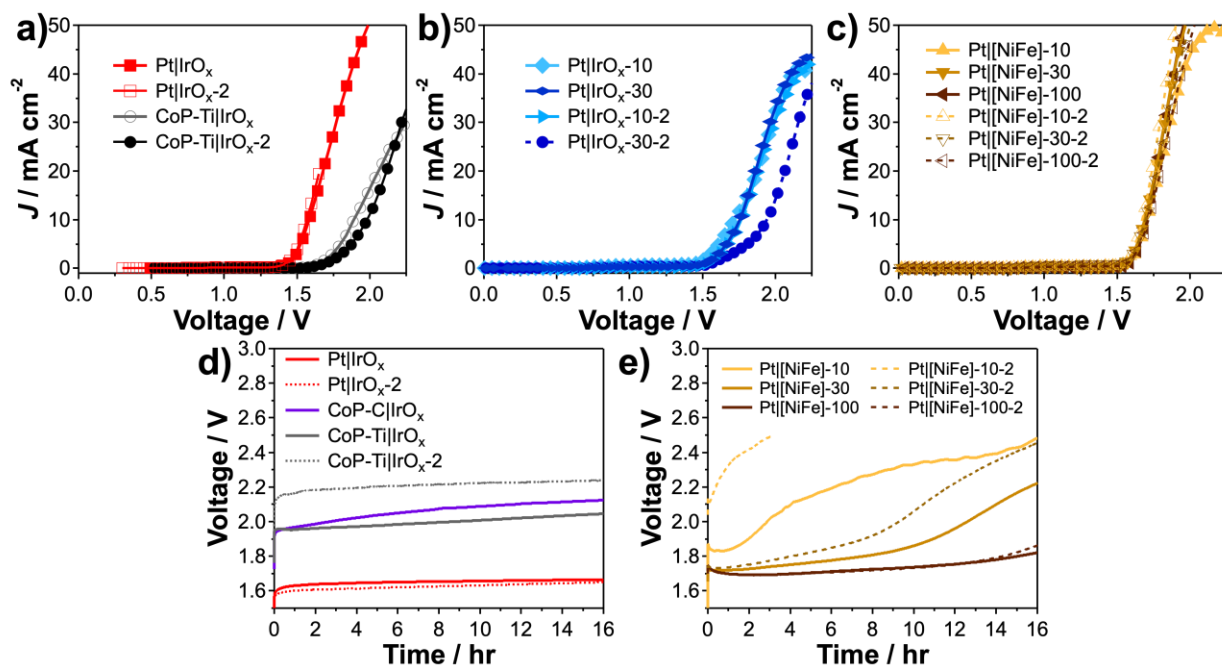 a)
50
40
30
20
10
0
J / mA cm⁻²
Pt|IrOₓ
Pt|IrOₓ-2
CoP-Ti|IrOₓ
CoP-Ti|IrOₓ-2
0.0 0.5 1.0 1.5 2.0
Voltage / V
b)
50
40
30
20
10
0
J / mA cm⁻²
Pt|IrOₓ-10
Pt|IrOₓ-30
Pt|IrOₓ-10-2
Pt|IrOₓ-30-2
0.0 0.5 1.0 1.5 2.0
Voltage / V
c)
50
40
30
20
10
0
J / mA cm⁻²
Pt|[NiFe]-10
Pt|[NiFe]-30
Pt|[NiFe]-100
Pt|[NiFe]-10-2
Pt|[NiFe]-30-2
Pt|[NiFe]-100-2
0.0 0.5 1.0 1.5 2.0
Voltage / V
d)
3.0
2.8
2.6
2.4
2.2
2.0
1.8
1.6
Voltage / V
Pt|IrOₓ
Pt|IrOₓ-2
CoP-C|IrOₓ
CoP-Ti|IrOₓ
CoP-Ti|IrOₓ-2
0 2 4 6 8 10 12 14 16
Time / hr
e)
3.0
2.8
2.6
2.4
2.2
2.0
1.8
1.6
Voltage / V
Pt|[NiFe]-10 Pt|[NiFe]-10-2
Pt|[NiFe]-30 Pt|[NiFe]-30-2
Pt|[NiFe]-100 Pt|[NiFe]-100-2
0 2 4 6 8 10 12 14 16
Time / hr